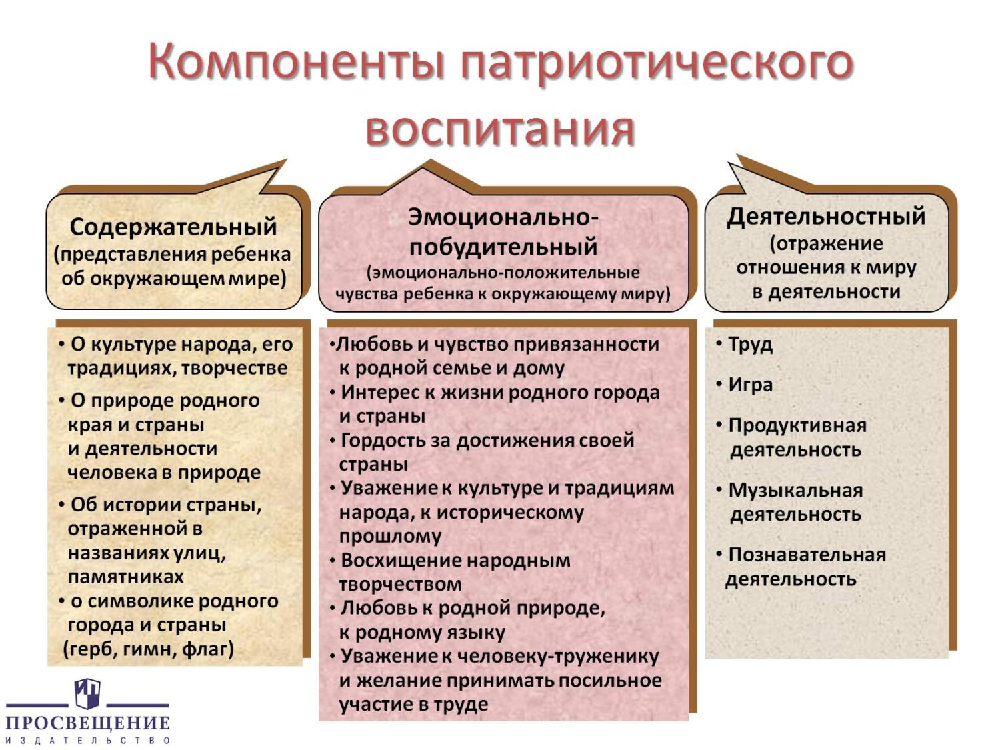 Компоненты патриотического
воспитания
Содержательный
(представления ребенка
об окружающем мире)
• О культуре народа, его
традициях, творчестве
• О природе родного
края и страны
и деятельности
человека в природе
• Об истории страны,
отраженной в
названиях улиц,
памятниках
• о символике родного
города и страны
(герб, гимн, флаг)
Эмоционально-
побудительный
(эмоционально-положительные
чувства ребенка к окружающему миру)
•Любовь и чувство привязанности
к родной семье и дому
• Интерес к жизни родного города
и страны
• Гордость за достижения своей
страны
• Уважение к культуре и традициям
народа, к историческому
прошлому
• Восхищение народным
творчеством
• Любовь к родной природе,
к родному языку
• Уважение к человеку-труженику
и желание принимать посильное
участие в труде
Деятельностный
(отражение
отношения к миру
в деятельности
• Труд
• Игра
• Продуктивная
деятельность
• Музыкальная
деятельность
• Познавательная
деятельность
ИП
ПРОСВЕЩЕНИЕ
ИЗДАТЕЛЬСТВО